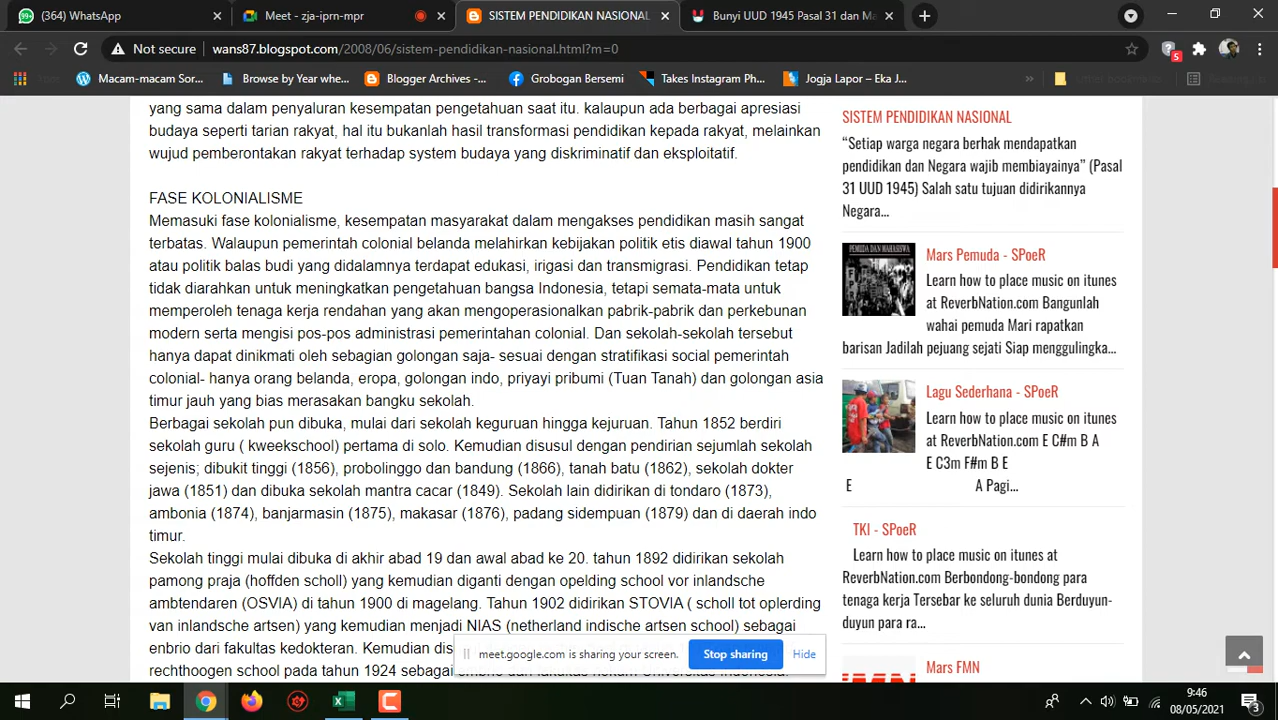 (364) WhatsApp
Meet - zja-iprn-mpr
SISTEM PENDIDIKAN NASIONAL
Bunyi UUD 1945 Pasal 31 dan Ma
Not secure
wans87.blogspot.com/2008/06/sistem-pendidikan-nasional.html?m=0
5
Macam-macam Sor...
Browse by Year whe...
Blogger Archives -...
Grobogan Bersemi
Takes Instagram Pho...
Jogja Lapor – Eka J...
»
yang sama dalam penyaluran kesempatan pengetahuan saat itu. kalaupun ada berbagai apresiasi
budaya seperti tarian rakyat, hal itu bukanlah hasil transformasi pendidikan kepada rakyat, melainkan
wujud pemberontakan rakyat terhadap system budaya yang diskriminatif dan eksploitatif.
FASE KOLONIALISME
Memasuki fase kolonialisme, kesempatan masyarakat dalam mengakses pendidikan masih sangat
terbatas. Walaupun pemerintah colonial belanda melahirkan kebijakan politik etis diawal tahun 1900
atau politik balas budi yang didalamnya terdapat edukasi, irigasi dan transmigrasi. Pendidikan tetap
tidak diarahkan untuk meningkatkan pengetahuan bangsa Indonesia, tetapi semata-mata untuk
memperoleh tenaga kerja rendahan yang akan mengoperasionalkan pabrik-pabrik dan perkebunan
modern serta mengisi pos-pos administrasi pemerintahan colonial. Dan sekolah-sekolah tersebut
hanya dapat dinikmati oleh sebagian golongan saja- sesuai dengan stratifikasi social pemerintah
colonial- hanya orang belanda, eropa, golongan indo, priyayi pribumi (Tuan Tanah) dan golongan asia
timur jauh yang bias merasakan bangku sekolah.
Berbagai sekolah pun dibuka, mulai dari sekolah keguruan hingga kejuruan. Tahun 1852 berdiri
sekolah guru ( kweekschool) pertama di solo. Kemudian disusul dengan pendirian sejumlah sekolah
sejenis; dibukit tinggi (1856), probolinggo dan bandung (1866), tanah batu (1862), sekolah dokter
jawa (1851) dan dibuka sekolah mantra cacar (1849). Sekolah lain didirikan di tondaro (1873),
ambonia (1874), banjarmasin (1875), makasar (1876), padang sidempuan (1879) dan di daerah indo
timur.
Sekolah tinggi mulai dibuka di akhir abad 19 dan awal abad ke 20. tahun 1892 didirikan sekolah
pamong praja (hoffden scholl) yang kemudian diganti dengan opelding school vor inlandsche
ambtendaren (OSVIA) di tahun 1900 di magelang. Tahun 1902 didirikan STOVIA ( scholl tot oplerding
van inlandsche artsen) yang kemudian menjadi NIAS (netherland indische artsen school) sebagai
enbrio dari fakultas kedokteran. Kemudian dis
rechthoogen school pada tahun 1924 sebagai
SISTEM PENDIDIKAN NASIONAL
“Setiap warga negara berhak mendapatkan
pendidikan dan Negara wajib membiayainya” (Pasal
31 UUD 1945) Salah satu tujuan didirikannya
Negara...
PEMUDA DAN MAHASISWA
Mars Pemuda - SPoeR
Learn how to place music on itunes
at ReverbNation.com Bangunlah
wahai pemuda Mari rapatkan
barisan Jadilah pejuang sejati Siap menggulingka...
Lagu Sederhana - SPoeR
Learn how to place music on itunes
at ReverbNation.com E C#m B A
E C3m F#m B E
E A Pagi...
TKI - SPoeR
Learn how to place music on itunes at
ReverbNation.com Berbondong-bondong para
tenaga kerja Tersebar ke seluruh dunia Berduyun-
duyun para ra...
Mars FMN
meet.google.com is sharing your screen.
Stop sharing
Hide
9:46
08/05/2021
3